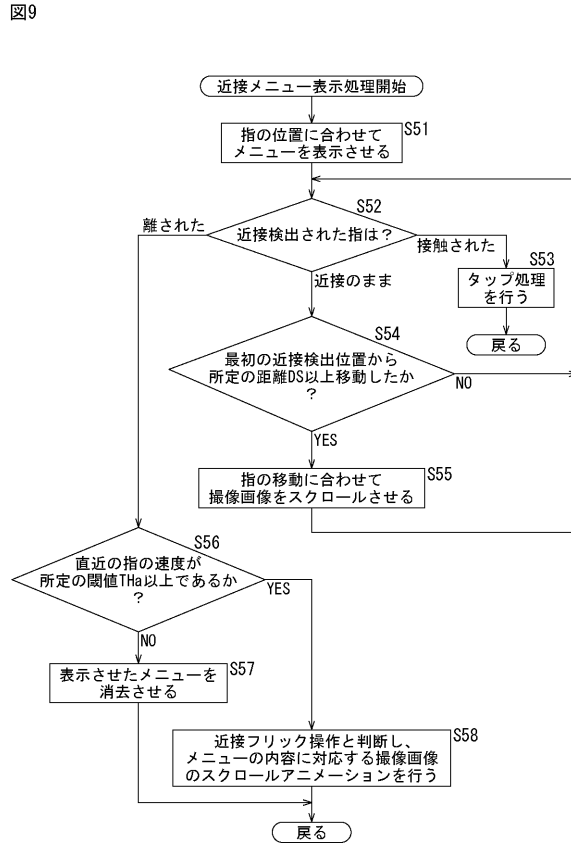 図9
近接メニュー表示処理開始
S51
指の位置に合わせて
メニューを表示させる
S52
離された
近接検出された指は?
接触された
S53
タップ処理
を行う
近接のまま
戻る
S54
最初の近接検出位置から
所定の距離DS以上移動したか
?
NO
YES
S55
指の移動に合わせて
撮像画像をスクロールさせる
S56
直近の指の速度が
所定の閾値THa以上であるか
?
YES
NO
S57
表示させたメニューを
消去させる
S58
近接フリック操作と判断し、
メニューの内容に対応する撮像画像
のスクロールアニメーションを行う
戻る